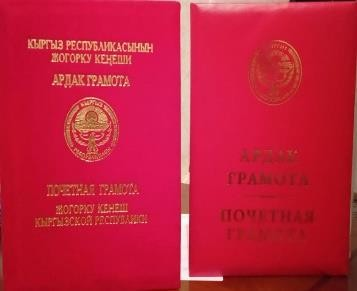 КЫРГЫЗ РЕСПУБЛИКАСЫНЫН
ЖОГОРКУ КЕҢЕШИ
АРДАК ГРАМОТА
ПОЧЕТНАЯ ГРАМОТА
ЖОГОРКУ КЕНЕШ
КЫРГЫЗСКОЙ РЕСПУБЛИКИ
АРДАК
ГРАМОТА
ПОЧЕТНАЯ
ГРАМОТА